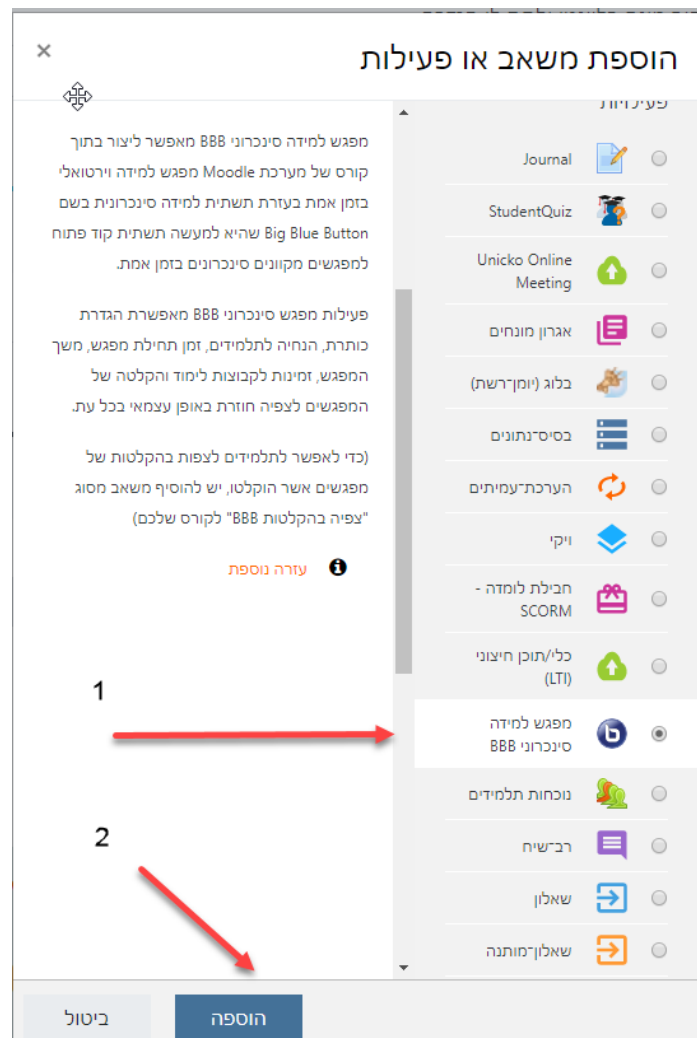 הוספת משאב או פעילות
×
פעילויות
Journal
StudentQuiz
Unicko Online
Meeting
אגרון מונחים
בלוג (יומן־רשת)
בסיס־נתונים
הערכת־עמיתים
ויקי
חבילת לומדה -
SCORM
כלי/תוכן חיצוני
(LTI)
מפגש למידה
סינכרוני BBB
נוכחות תלמידים
רב־שיח
שאלון
שאלון־מותנה
מפגש למידה סינכרוני BBB מאפשר ליצור בתוך
קורס של מערכת Moodle מפגש למידה וירטואלי
בזמן אמת בעזרת תשתית למידה סינכרונית בשם
Big Blue Button שהיא למעשה תשתית קוד פתוח
למפגשים מקוונים סינכרונים בזמן אמת.
פעילות מפגש סינכרוני BBB מאפשרת הגדרת
כותרת, הנחיה לתלמידים, זמן תחילת מפגש, משך
המפגש, זמינות לקבוצות לימוד והקלטה של
המפגשים לצפיה חוזרת באופן עצמאי בכל עת.
(כדי לאפשר לתלמידים לצפות בהקלטות של
מפגשים אשר הוקלטו, יש להוסיף משאב מסוג
"צפיה בהקלטות BBB" לקורס שלכם)
עזרה נוספת
1
2
הוספה
ביטול